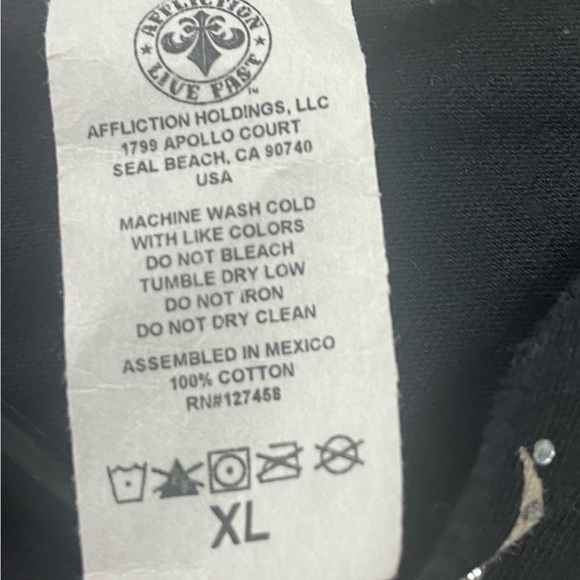 AFFLICTION
LIVE FAST
TM
AFFLICTION HOLDINGS, LLC
1799 APOLLO COURT
SEAL BEACH, CA 90740
USA
MACHINE WASH COLD
WITH LIKE COLORS
DO NOT BLEACH
TUMBLE DRY LOW
DO NOT IRON
DO NOT DRY CLEAN
ASSEMBLED IN MEXICO
100% COTTON
RN#127458
XL